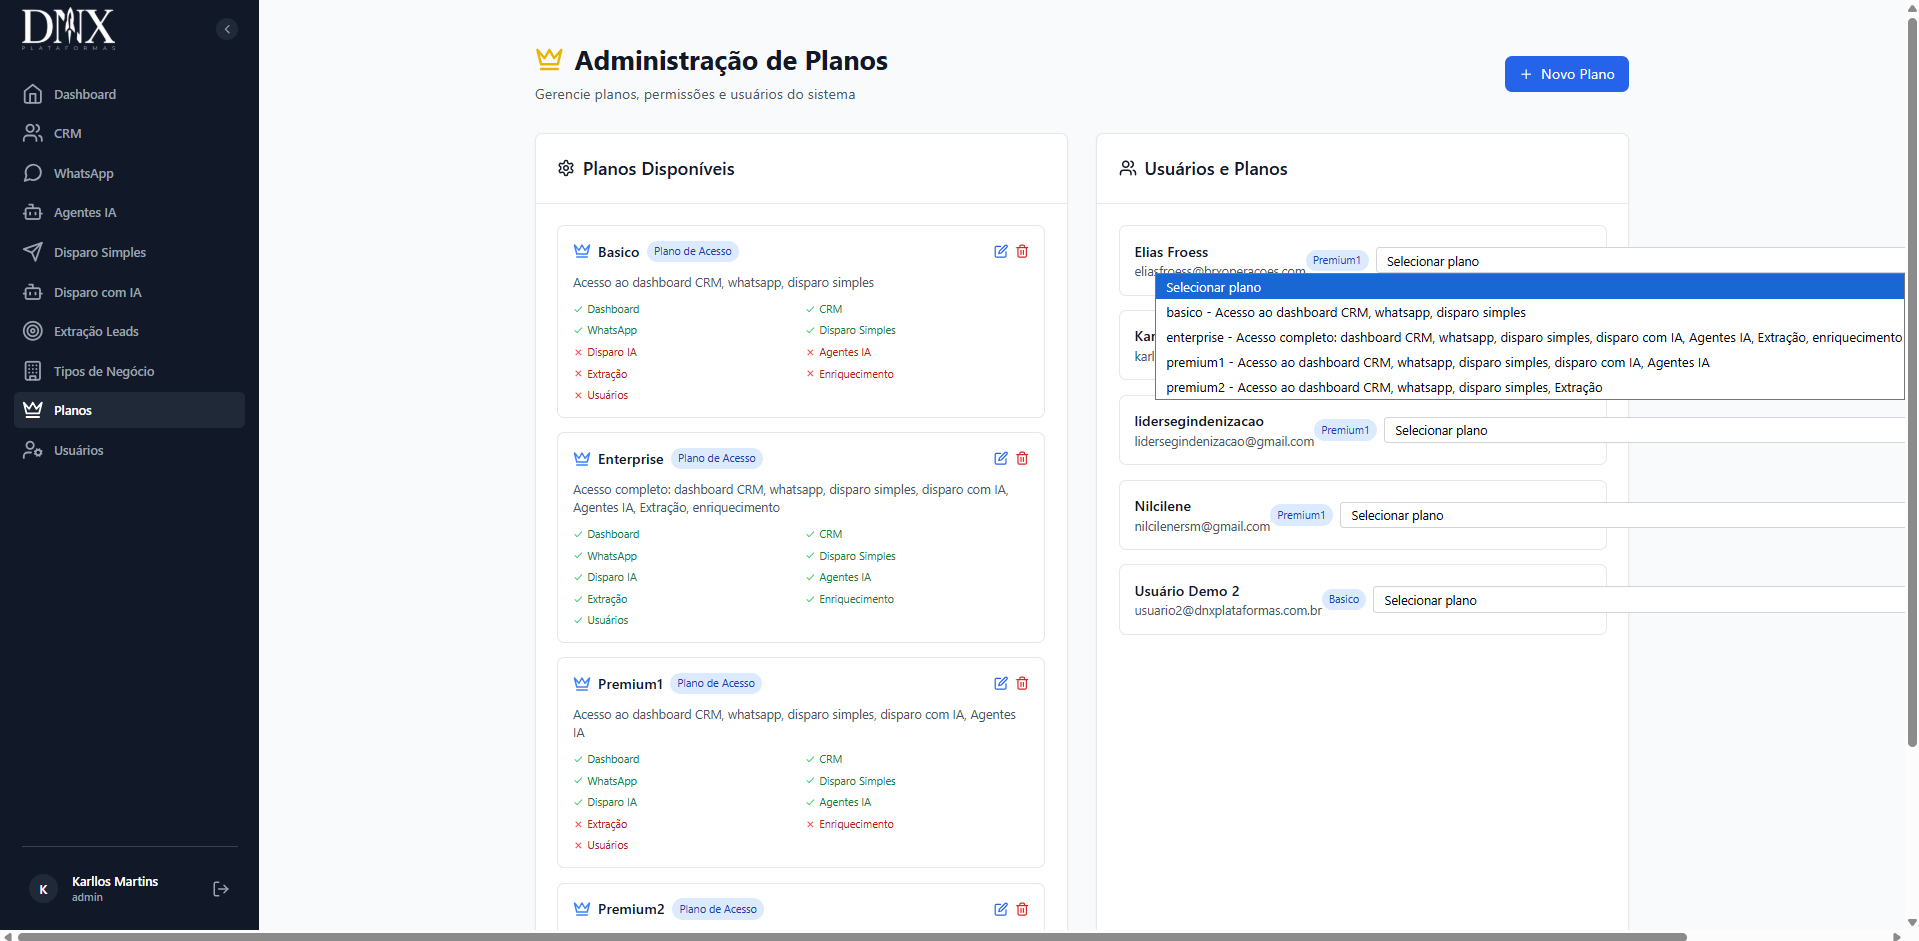 DNX
PLATAFORMAS
Dashboard
CRM
WhatsApp
Agentes IA
Disparo Simples
Disparo com IA
Extração Leads
Tipos de Negócio
Planos
Usuários
K
Karllos Martins
admin
Administração de Planos
Gerencie planos, permissões e usuários do sistema
+ Novo Plano
Planos Disponíveis
Basico Plano de Acesso
Acesso ao dashboard CRM, whatsapp, disparo simples
Dashboard
CRM
WhatsApp
Disparo Simples
Disparo IA
Agentes IA
Extração
Enriquecimento
Usuários
Enterprise Plano de Acesso
Acesso completo: dashboard CRM, whatsapp, disparo simples, disparo com IA,
Agentes IA, Extração, enriquecimento
Dashboard
CRM
WhatsApp
Disparo Simples
Disparo IA
Agentes IA
Extração
Enriquecimento
Usuários
Premium1 Plano de Acesso
Acesso ao dashboard CRM, whatsapp, disparo simples, disparo com IA, Agentes
IA
Dashboard
CRM
WhatsApp
Disparo Simples
Disparo IA
Agentes IA
Extração
Enriquecimento
Usuários
Premium2 Plano de Acesso
Usuários e Planos
Elias Froess
eliasfroess@brxoperacoes.com
Premium1
Selecionar plano
Selecionar plano
basico - Acesso ao dashboard CRM, whatsapp, disparo simples
enterprise - Acesso completo: dashboard CRM, whatsapp, disparo simples, disparo com IA, Agentes IA, Extração, enriquecimento
premium1 - Acesso ao dashboard CRM, whatsapp, disparo simples, disparo com IA, Agentes IA
premium2 - Acesso ao dashboard CRM, whatsapp, disparo simples, Extração
Kar
karl
lidersegindenizacao
lidersegindenizacao@gmail.com
Premium1
Selecionar plano
Nilcilene
nilcilenersm@gmail.com
Premium1
Selecionar plano
Usuário Demo 2
usuario2@dnxplataformas.com.br
Basico
Selecionar plano